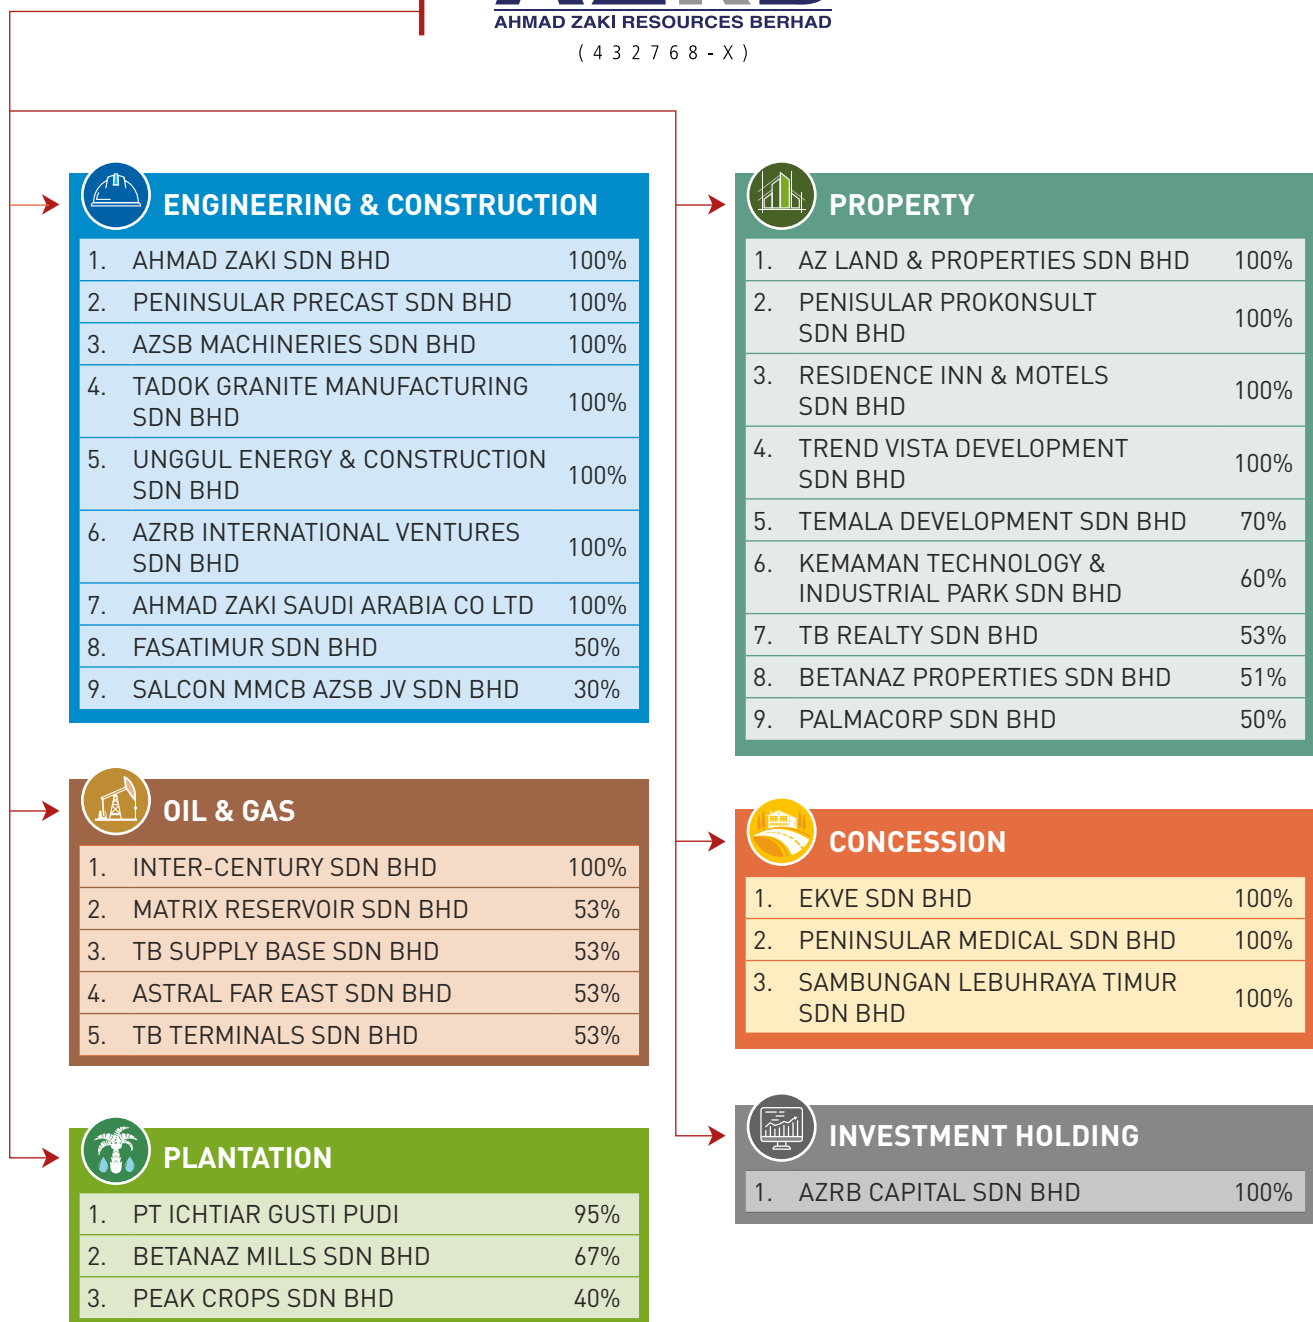 AHMAD ZAKI RESOURCES BERHAD
(432768-X)
ENGINEERING & CONSTRUCTION
1. AHMAD ZAKI SDN BHD 100%
2. PENINSULAR PRECAST SDN BHD 100%
3. AZSB MACHINERIES SDN BHD 100%
4. TADOK GRANITE MANUFACTURING
SDN BHD 100%
5. UNGGUL ENERGY & CONSTRUCTION
SDN BHD 100%
6. AZRB INTERNATIONAL VENTURES
SDN BHD 100%
7. AHMAD ZAKI SAUDI ARABIA CO LTD 100%
8. FASATIMUR SDN BHD 50%
9. SALCON MMCB AZSB JV SDN BHD 30%
OIL & GAS
1. INTER-CENTURY SDN BHD 100%
2. MATRIX RESERVOIR SDN BHD 53%
3. TB SUPPLY BASE SDN BHD 53%
4. ASTRAL FAR EAST SDN BHD 53%
5. TB TERMINALS SDN BHD 53%
PLANTATION
1. PT ICHTIAR GUSTI PUDI 95%
2. BETANAZ MILLS SDN BHD 67%
3. PEAK CROPS SDN BHD 40%
PROPERTY
1. AZ LAND & PROPERTIES SDN BHD 100%
2. PENISULAR PROKONSULT
SDN BHD 100%
3. RESIDENCE INN & MOTELS
SDN BHD 100%
4. TREND VISTA DEVELOPMENT
SDN BHD 100%
5. TEMALA DEVELOPMENT SDN BHD 70%
6. KEMAMAN TECHNOLOGY &
INDUSTRIAL PARK SDN BHD 60%
7. TB REALTY SDN BHD 53%
8. BETANAZ PROPERTIES SDN BHD 51%
9. PALMACORP SDN BHD 50%
CONCESSION
1. EKVE SDN BHD 100%
2. PENINSULAR MEDICAL SDN BHD 100%
3. SAMBUNGAN LEBUHRAYA TIMUR
SDN BHD 100%
INVESTMENT HOLDING
1. AZRB CAPITAL SDN BHD 100%